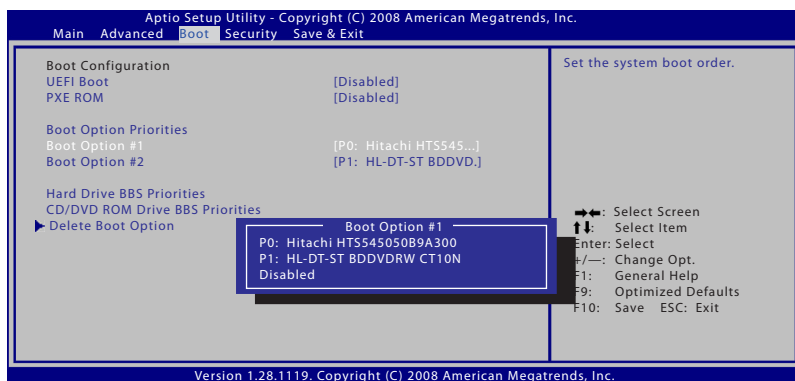 Aptio Setup Utility - Copyright (C) 2008 American Megatrends, Inc.
Main Advanced Boot Security Save & Exit
Boot Configuration
UEFI Boot [Disabled]
PXE ROM [Disabled]
Boot Option Priorities
Boot Option #1 [P0: Hitachi HTS545...]
Boot Option #2 [P1: HL-DT-ST BDDVD.]
Hard Drive BBS Priorities
CD/DVD ROM Drive BBS Priorities
Delete Boot Option
Boot Option #1
P0: Hitachi HTS545050B9A300
P1: HL-DT-ST BDDVDRW CT10N
Disabled
Set the system boot order.
→←: Select Screen
↑↓: Select Item
Enter: Select
+/—: Change Opt.
F1: General Help
F9: Optimized Defaults
F10: Save ESC: Exit
Version 1.28.1119. Copyright (C) 2008 American Megatrends, Inc.